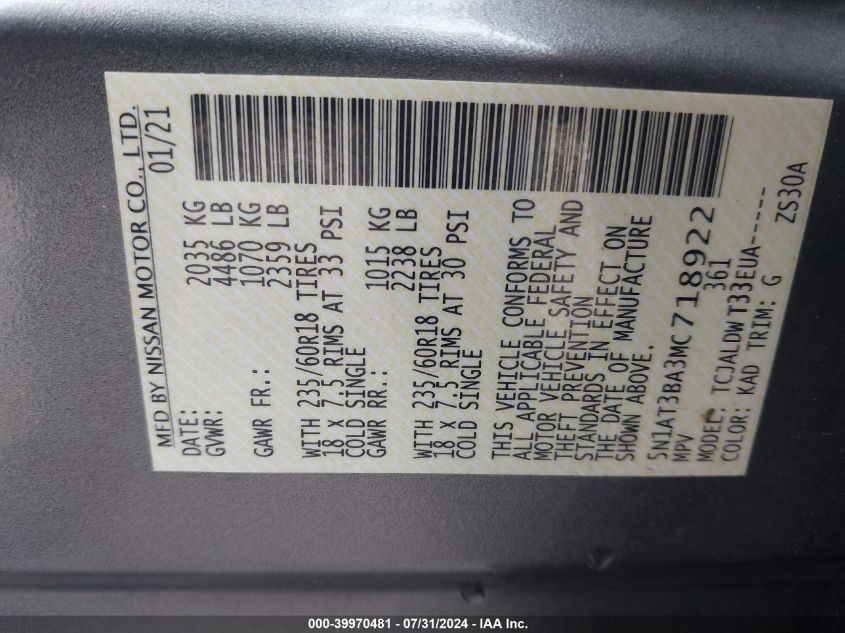 MFD BY NISSAN MOTOR CO., LTD.
DATE: 01/21
GVWR: 2035 KG
4486 LB
GAWR FR.: 1070 KG
2359 LB
WITH 235/60R18 TIRES
18 X 7.5 RIMS AT 33 PSI
COLD SINGLE
GAWR RR.: 1015 KG
2238 LB
WITH 235/60R18 TIRES
18 X 7.5 RIMS AT 30 PSI
COLD SINGLE
THIS VEHICLE CONFORMS TO
ALL APPLICABLE FEDERAL
MOTOR VEHICLE SAFETY AND
THEFT PREVENTION
STANDARDS IN EFFECT ON
THE DATE OF MANUFACTURE
SHOWN ABOVE.
5N1AT3BA3MC718922
MPV 361
MODEL: TCJALDWT33EUA-----
COLOR: KAD TRIM: G ZS30A
000-39970481 - 07/31/2024 - IAA Inc.